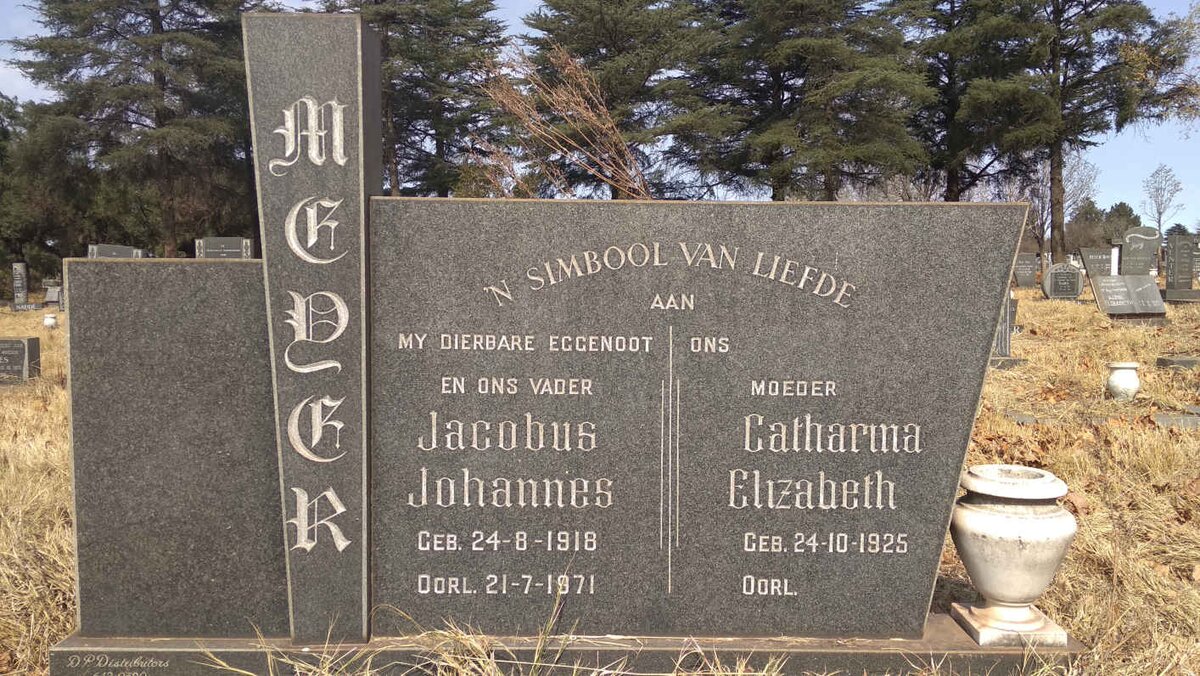 MEYER
'N SIMBOOL VAN LIEFDE
AAN
MY DIERBARE EGGENOOT
EN ONS VADER
Jacobus
Johannes
GEB. 24-8-1918
OORL. 21-7-1971
ONS
MOEDER
Catharina
Elizabeth
GEB. 24-10-1925
OORL.
D.P. Distributors